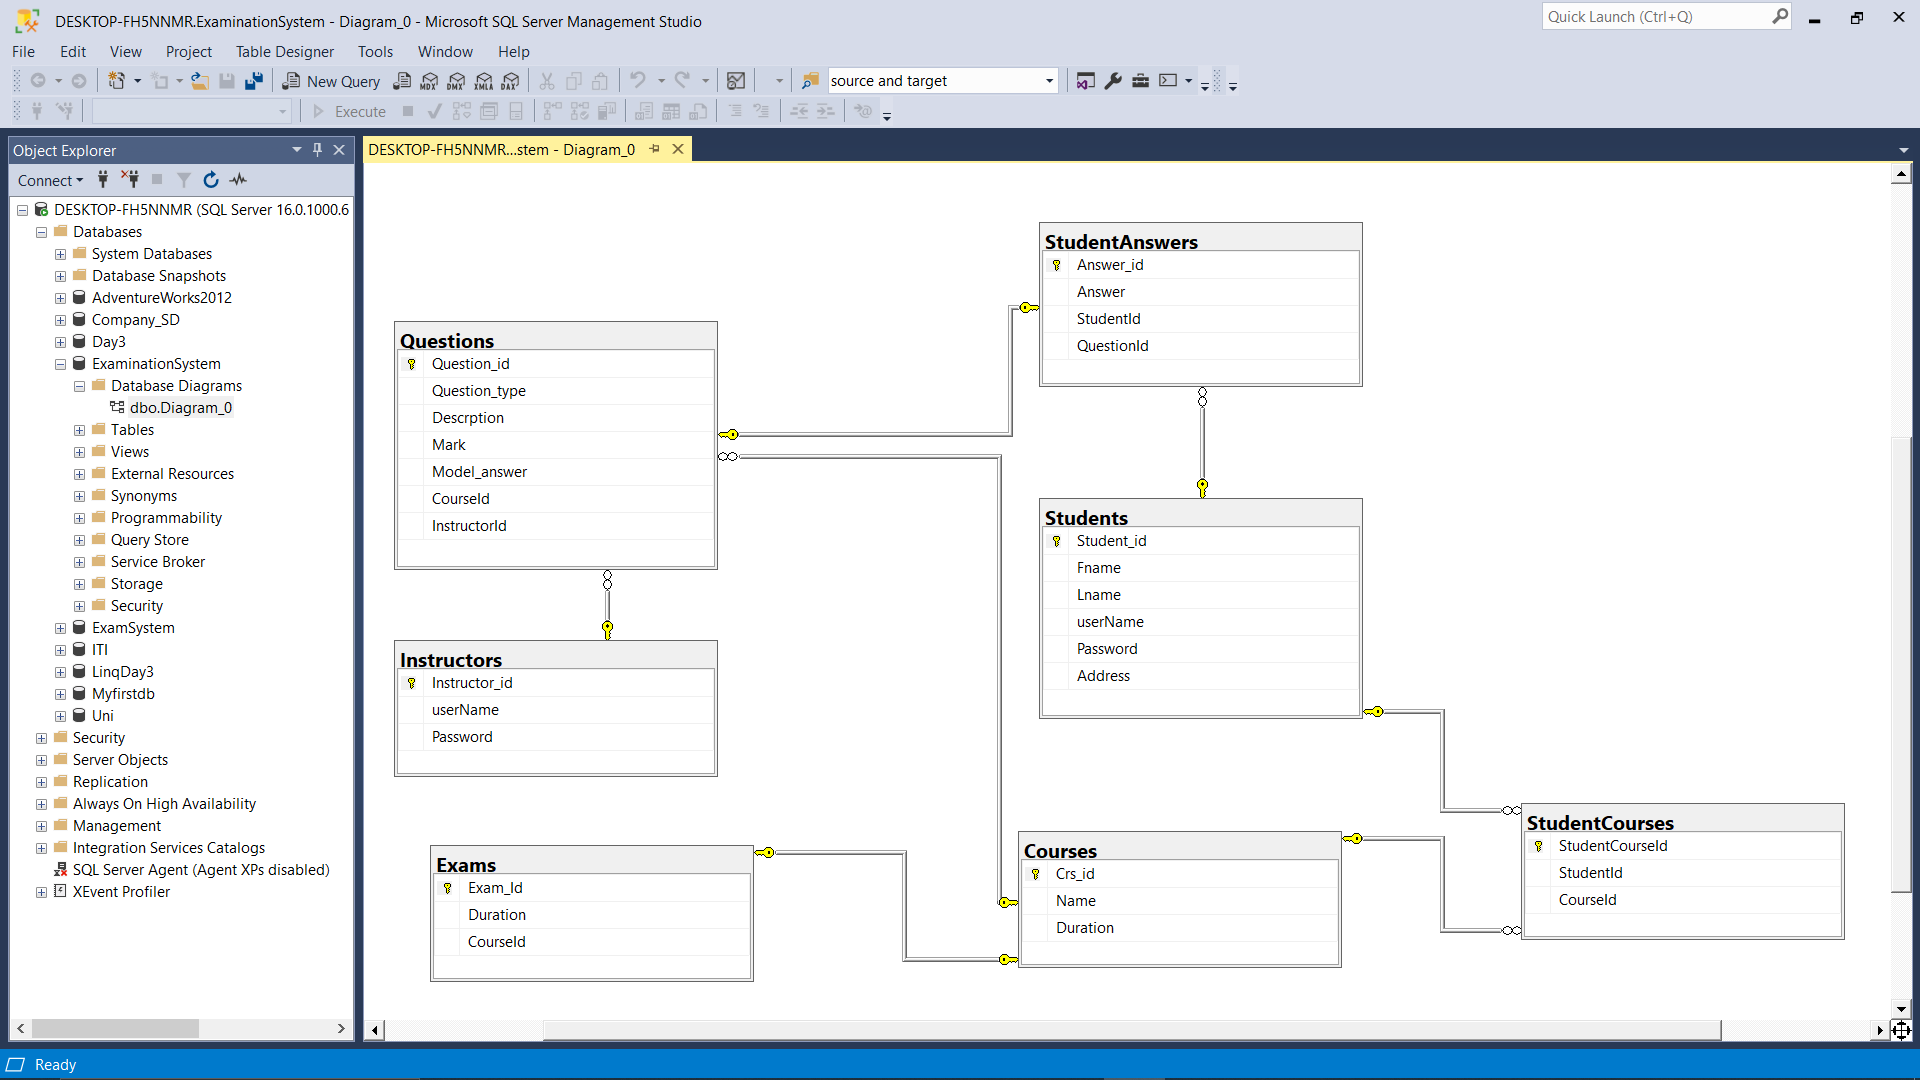 DESKTOP-FH5NNMR.ExaminationSystem - Diagram_0 - Microsoft SQL Server Management Studio
Quick Launch (Ctrl+Q)
File Edit View Project Table Designer Tools Window Help
New Query MDX DMX XMLA DAX source and target
Execute
Object Explorer
Connect
DESKTOP-FH5NNMR (SQL Server 16.0.1000.6
Databases
System Databases
Database Snapshots
AdventureWorks2012
Company_SD
Day3
ExaminationSystem
Database Diagrams
dbo.Diagram_0
Tables
Views
External Resources
Synonyms
Programmability
Query Store
Service Broker
Storage
Security
ExamSystem
ITI
LinqDay3
Myfirstdb
Uni
Security
Server Objects
Replication
Always On High Availability
Management
Integration Services Catalogs
SQL Server Agent (Agent XPs disabled)
XEvent Profiler
DESKTOP-FH5NNMR...stem - Diagram_0
Questions
Question_id
Question_type
Descrption
Mark
Model_answer
CourseId
InstructorId
Instructors
Instructor_id
userName
Password
Exams
Exam_Id
Duration
CourseId
StudentAnswers
Answer_id
Answer
StudentId
QuestionId
Students
Student_id
Fname
Lname
userName
Password
Address
Courses
Crs_id
Name
Duration
StudentCourses
StudentCourseId
StudentId
CourseId
Ready